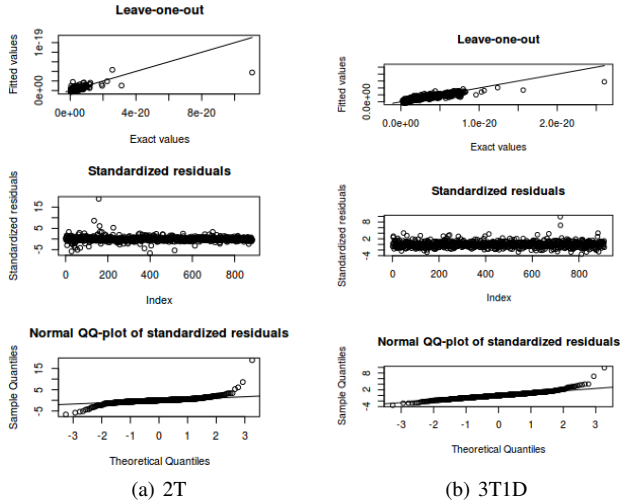 Leave-one-out
Fitted values
0e+00
1e-19
0e+00
4e-20
8e-20
Exact values
Standardized residuals
Standardized residuals
-5
5
15
0
200
400
600
800
Index
Normal QQ-plot of standardized residuals
Sample Quantiles
-5
5
15
-3
-2
-1
0
1
2
3
Theoretical Quantiles
(a) 2T
Leave-one-out
Fitted values
0.0e+00
0.0e+00
1.0e-20
2.0e-20
Exact values
Standardized residuals
Standardized residuals
-4
2
8
0
200
400
600
800
Index
Normal QQ-plot of standardized residuals
Sample Quantiles
-4
2
8
-3
-2
-1
0
1
2
3
Theoretical Quantiles
(b) 3T1D